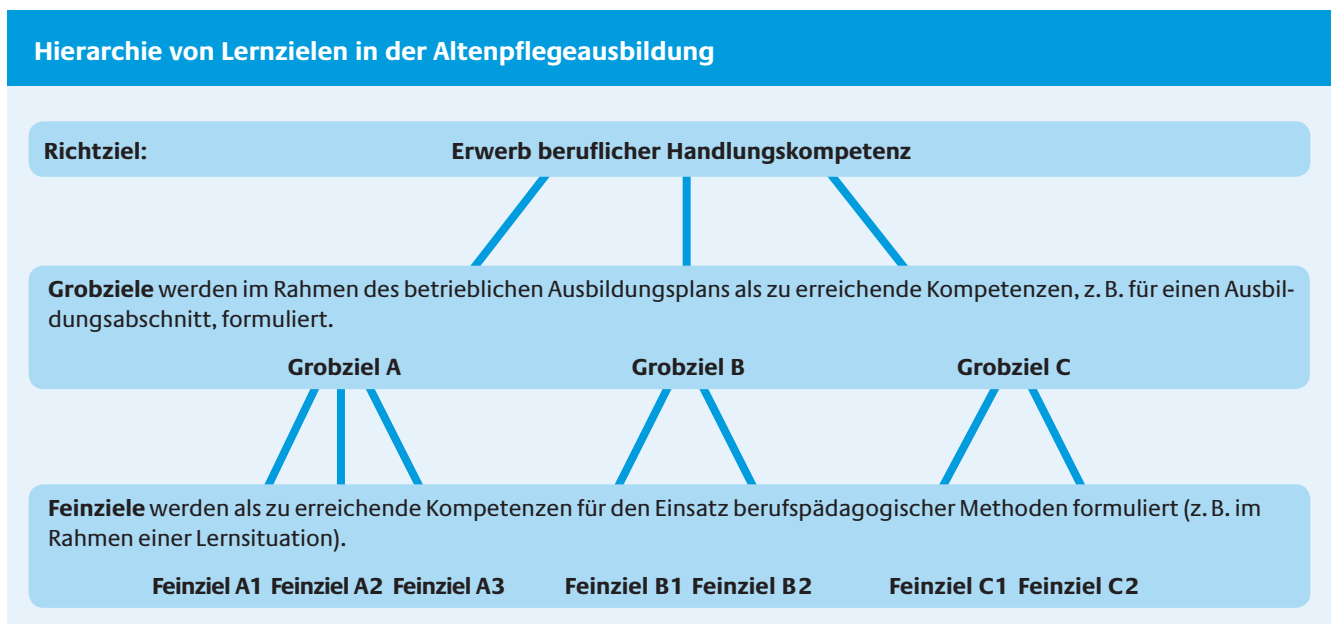 Hierarchie von Lernzielen in der Altenpflegeausbildung
Richtziel: Erwerb beruflicher Handlungskompetenz
Grobziele werden im Rahmen des betrieblichen Ausbildungsplans als zu erreichende Kompetenzen, z. B. für einen Ausbil-
dungsabschnitt, formuliert.
Grobziel A Grobziel B Grobziel C
Feinziele werden als zu erreichende Kompetenzen für den Einsatz berufspädagogischer Methoden formuliert (z. B. im
Rahmen einer Lernsituation).
Feinziel A1 Feinziel A2 Feinziel A3 Feinziel B1 Feinziel B2 Feinziel C1 Feinziel C2